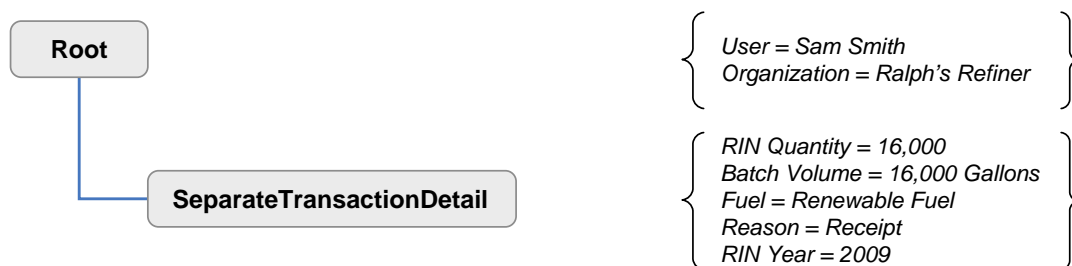 Root
User = Sam Smith
Organization = Ralph's Refiner
SeparateTransactionDetail
RIN Quantity = 16,000
Batch Volume = 16,000 Gallons
Fuel = Renewable Fuel
Reason = Receipt
RIN Year = 2009